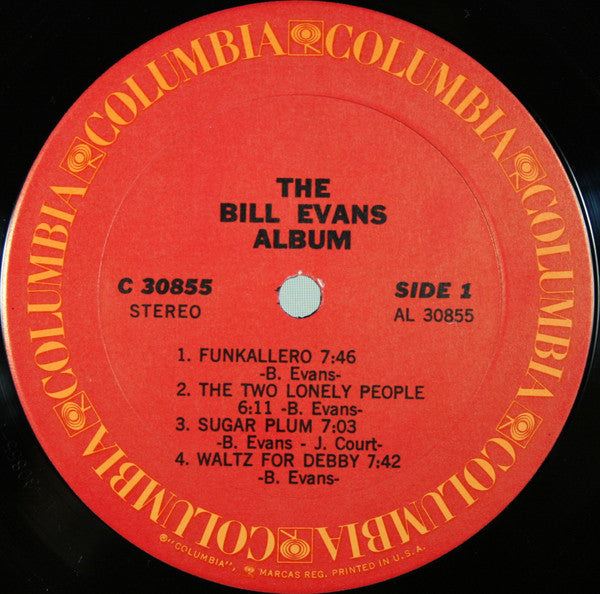 COLUMBIA COLUMBIA COLUMBIA COLUMBIA COLUMBIA COLUMBIA
THE
BILL EVANS
ALBUM
C 30855
STEREO
SIDE 1
AL 30855
1. FUNKALLERO 7:46
-B. Evans-
2. THE TWO LONELY PEOPLE
6:11 -B. Evans-
3. SUGAR PLUM 7:03
-B. Evans - J. Court-
4. WALTZ FOR DEBBY 7:42
-B. Evans-
®"COLUMBIA", MARCAS REG. PRINTED IN U.S.A.